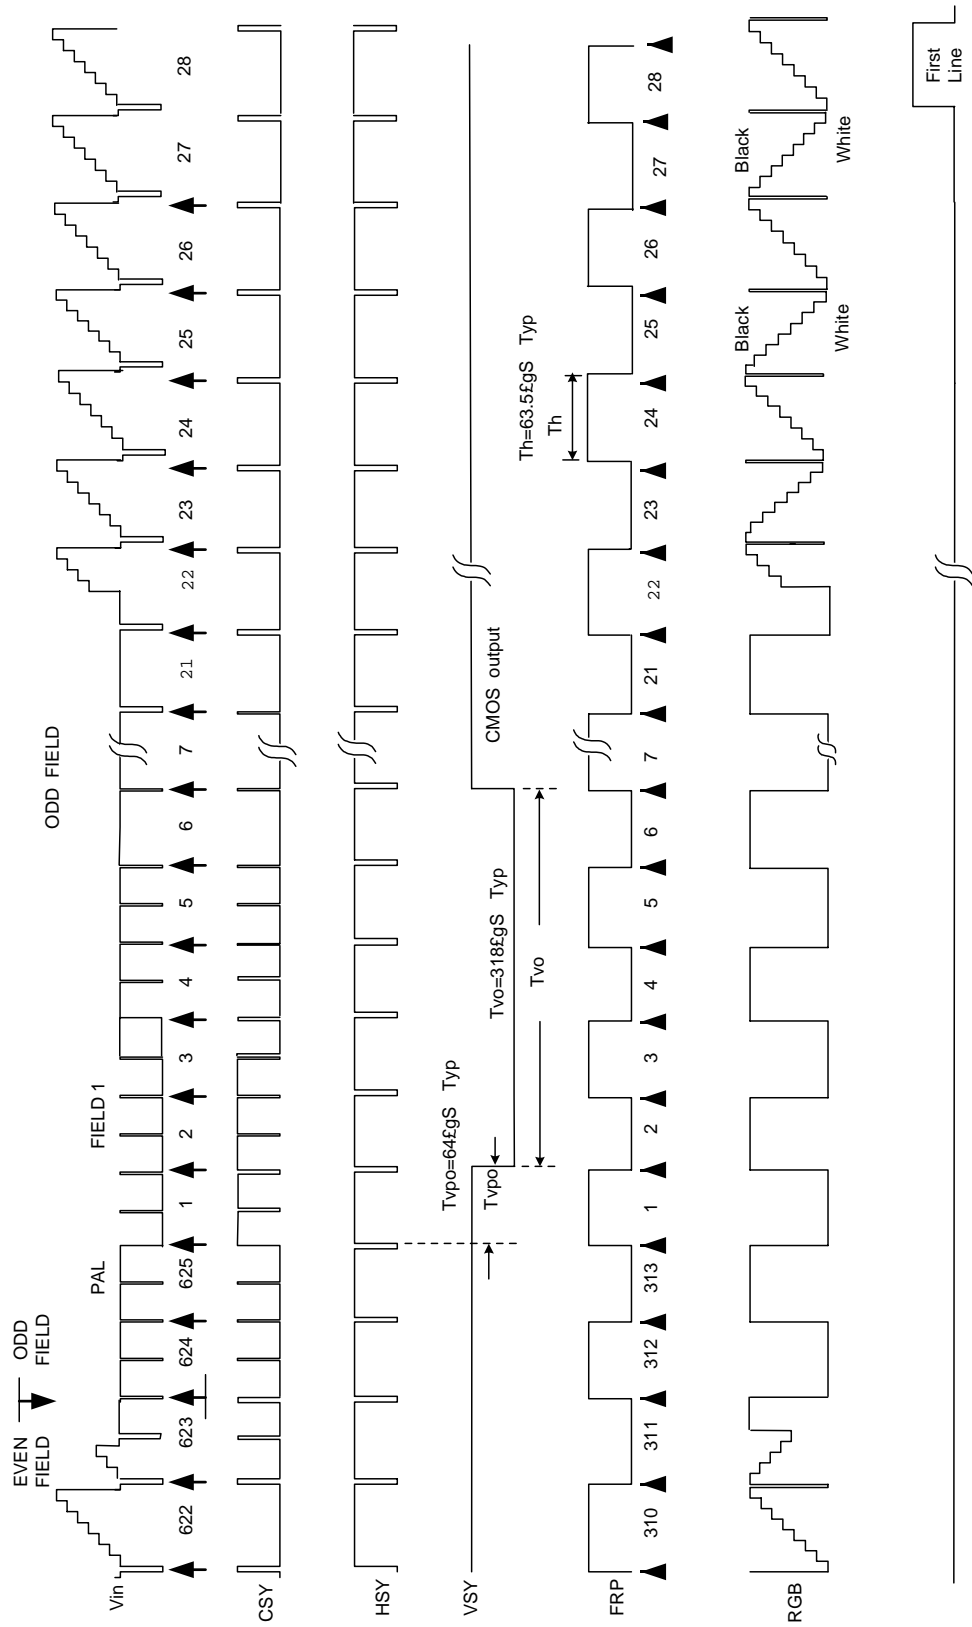 EVEN FIELD
ODD FIELD
PAL
FIELD 1
ODD FIELD
Vin
622 623 624 625 1 2 3 4 5 6 7 21 22 23 24 25 26 27 28
CSY
HSY
Tvpo=64£gS Typ
Tvpo
VSY
Tvo=318£gS Typ
Tvo
CMOS output
Th=63.5£gS Typ
Th
FRP
310 311 312 313 1 2 3 4 5 6 7 21 22 23 24 25 26 27 28
RGB
Black
White
Black
White
First Line